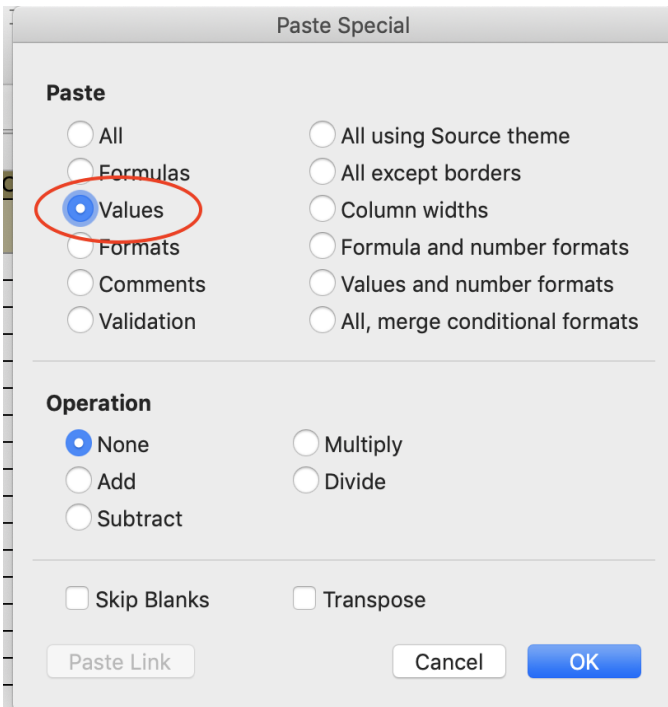 Paste Special
Paste
All
Formulas
Values
Formats
Comments
Validation
All using Source theme
All except borders
Column widths
Formula and number formats
Values and number formats
All, merge conditional formats
Operation
None
Add
Subtract
Multiply
Divide
Skip Blanks
Transpose
Paste Link
Cancel
OK